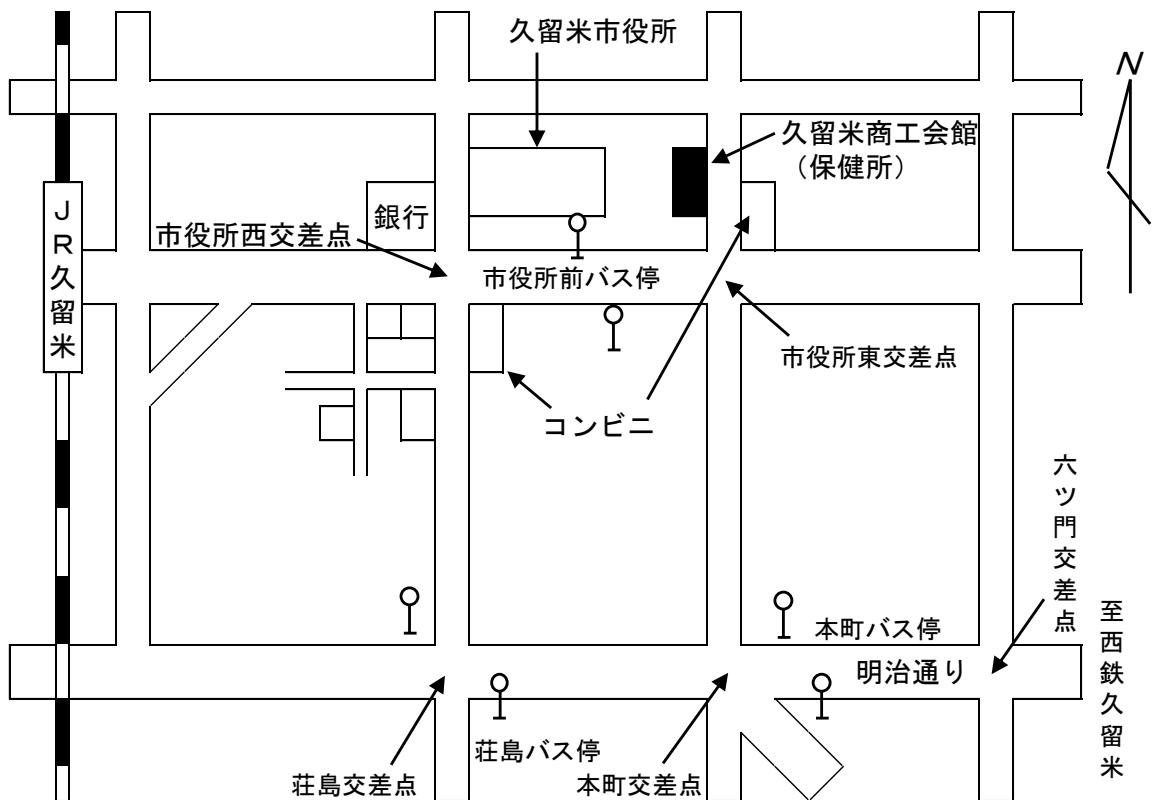 久留米市役所
N
久留米商工会館
(保健所)
JR久留米
銀行
市役所西交差点
市役所前バス停
市役所東交差点
コンビニ
六ツ門交差点
至西鉄久留米
本町バス停
明治通り
荘島バス停
荘島交差点
本町交差点